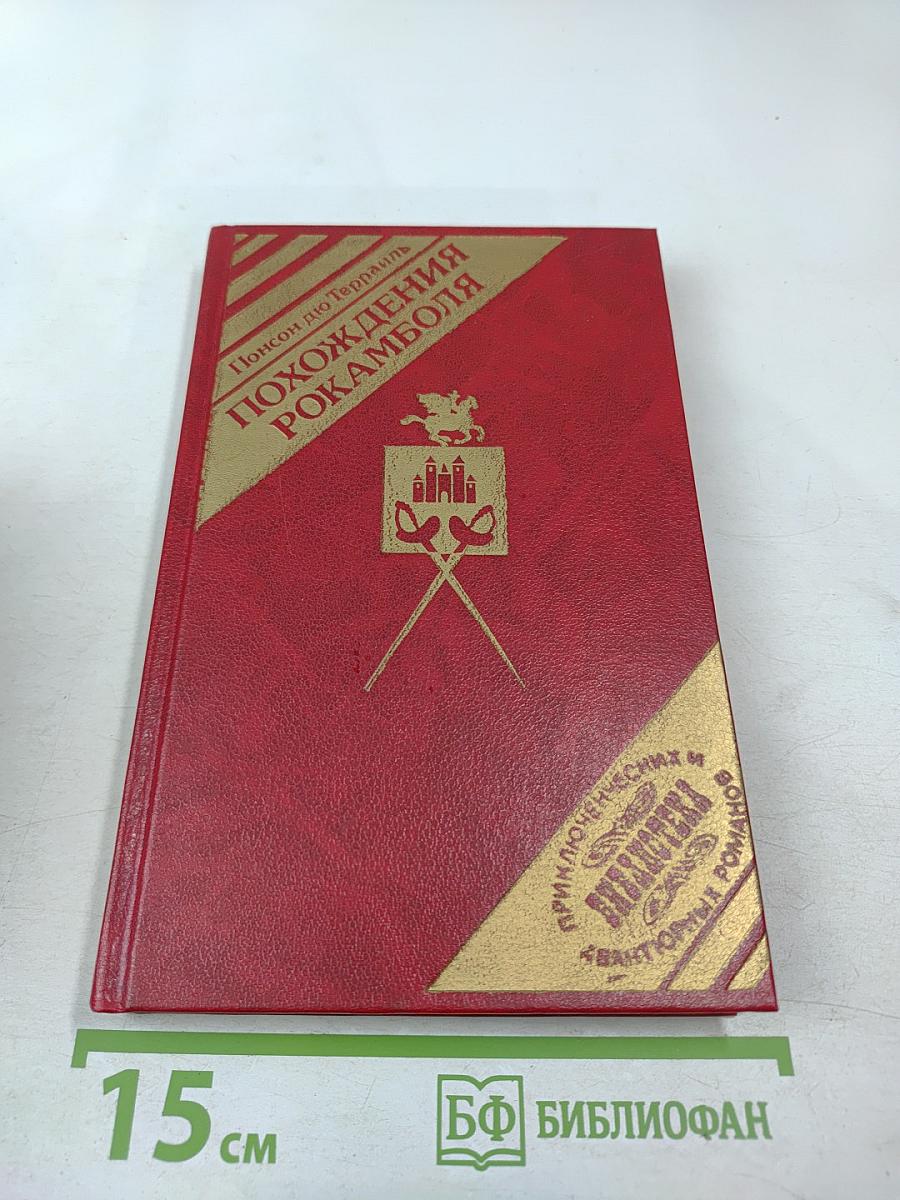 Понсон дю Террайль
ПОХОЖДЕНИЯ
РОКАМБОЛЯ
ПРИКЛЮЧЕНЧЕСКИХ И
АВАНТЮРНЫХ РОМАНОВ
БИБЛИОТЕКА
15 см
БФ БИБЛИОФАН